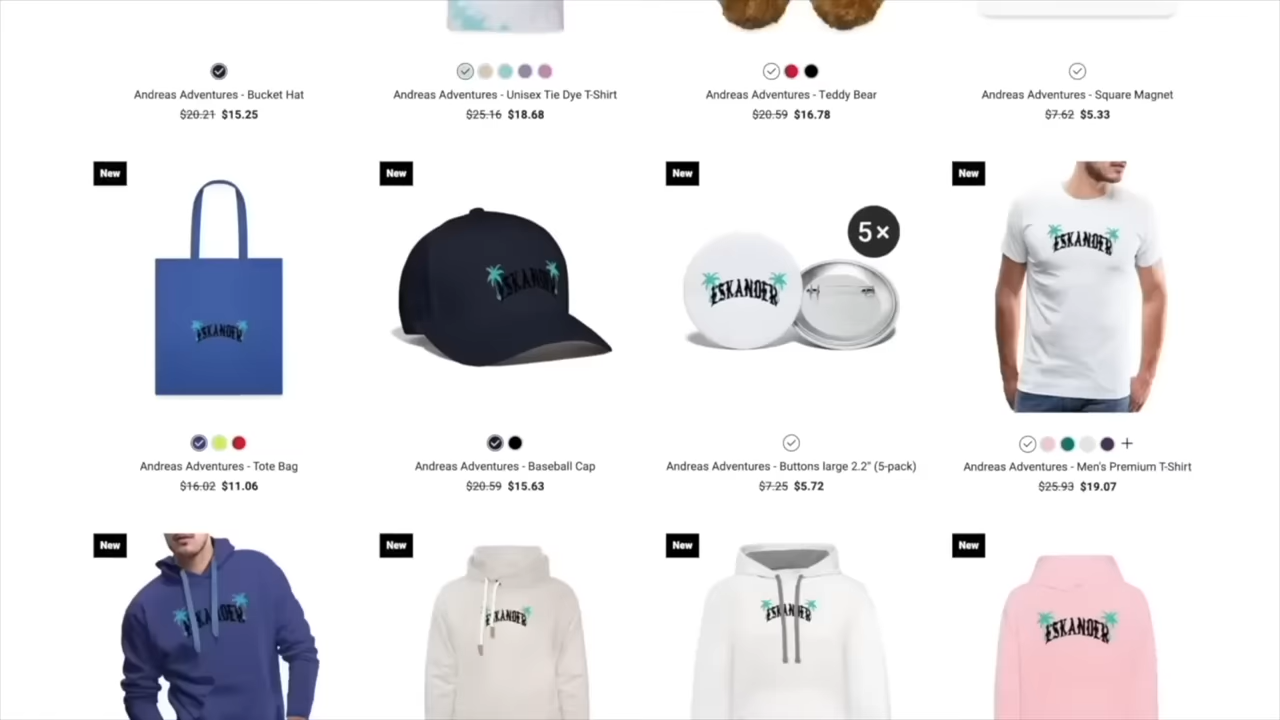 Andreas Adventures - Bucket Hat
$20.21 $15.25
Andreas Adventures - Unisex Tie Dye T-Shirt
$25.16 $18.68
Andreas Adventures - Teddy Bear
$20.59 $16.78
Andreas Adventures - Square Magnet
$7.62 $5.33
New
ESKANDER
Andreas Adventures - Tote Bag
$16.02 $11.06
New
ESKANDER
Andreas Adventures - Baseball Cap
$20.59 $15.63
New
5×
ESKANDER
Andreas Adventures - Buttons large 2.2" (5-pack)
$7.25 $5.72
New
ESKANDER
+
Andreas Adventures - Men's Premium T-Shirt
$25.93 $19.07
New
ESKANDER
New
ESKANDER
New
ESKANDER
New
ESKANDER